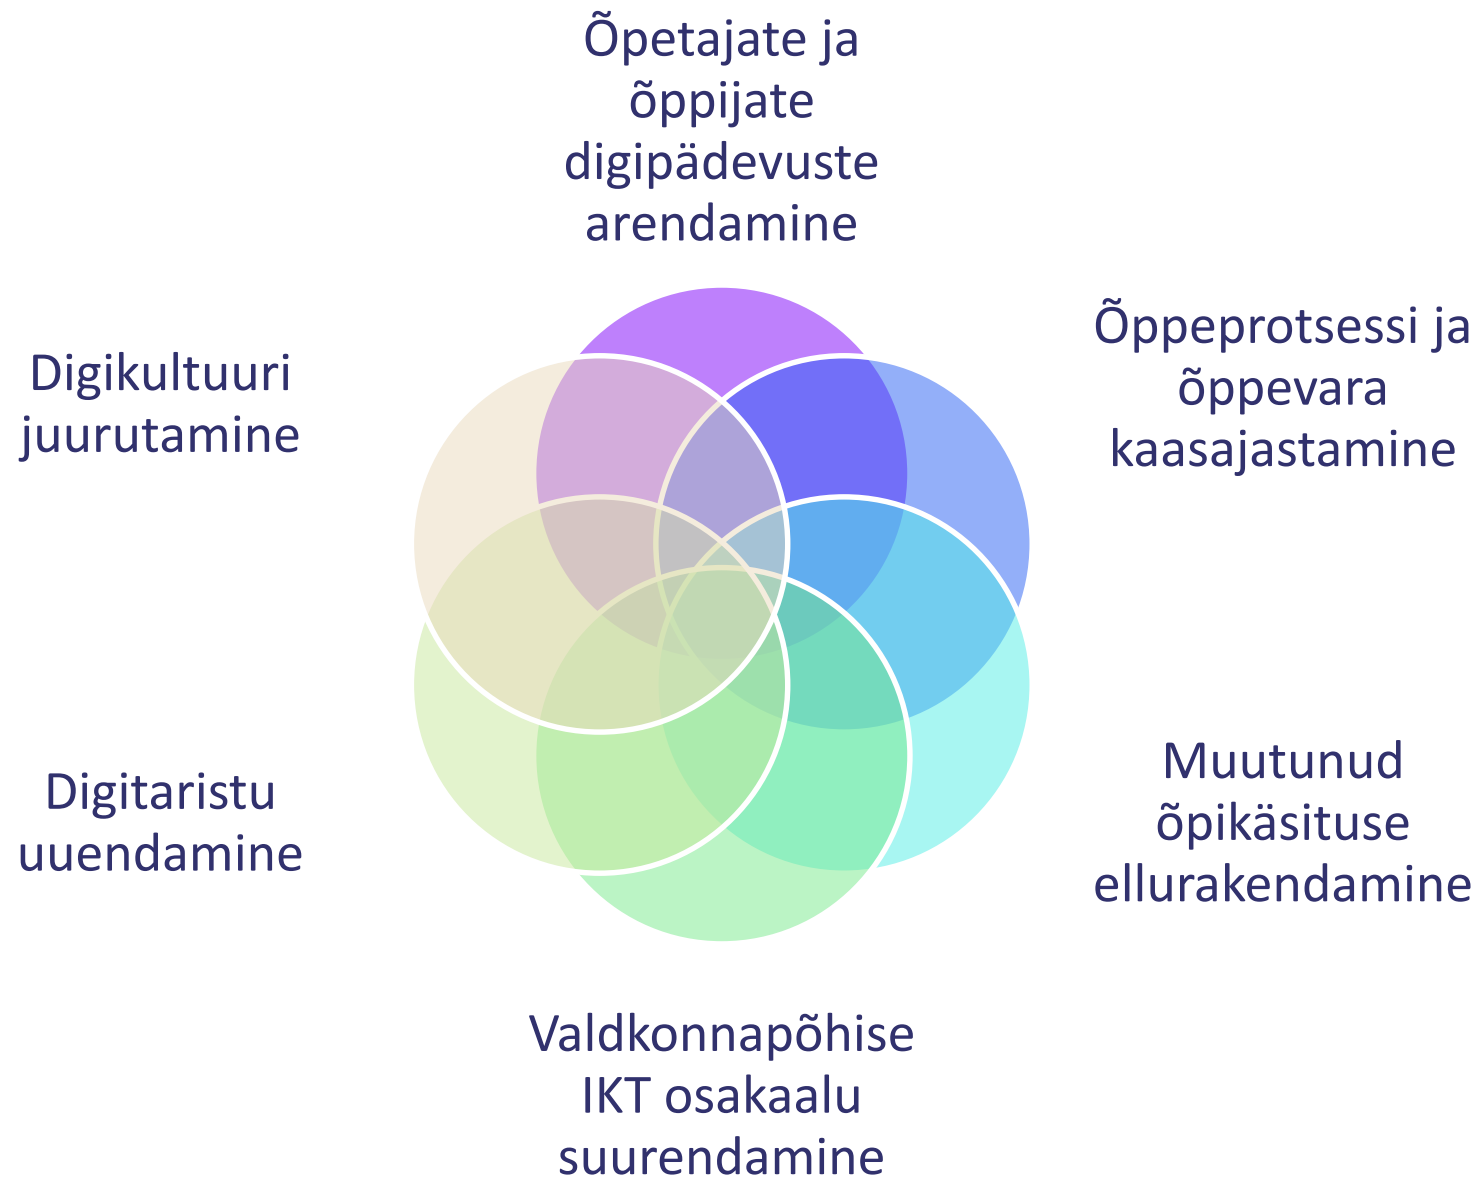 Õpetajate ja
õppijate
digipädevuste
arendamine
Õppeprotsessi ja
õppevara
kaasajastamine
Muutunud
õpikäsituse
ellurakendamine
Valdkonnapõhise
IKT osakaalu
suurendamine
Digitaristu
uuendamine
Digikultuuri
juurutamine